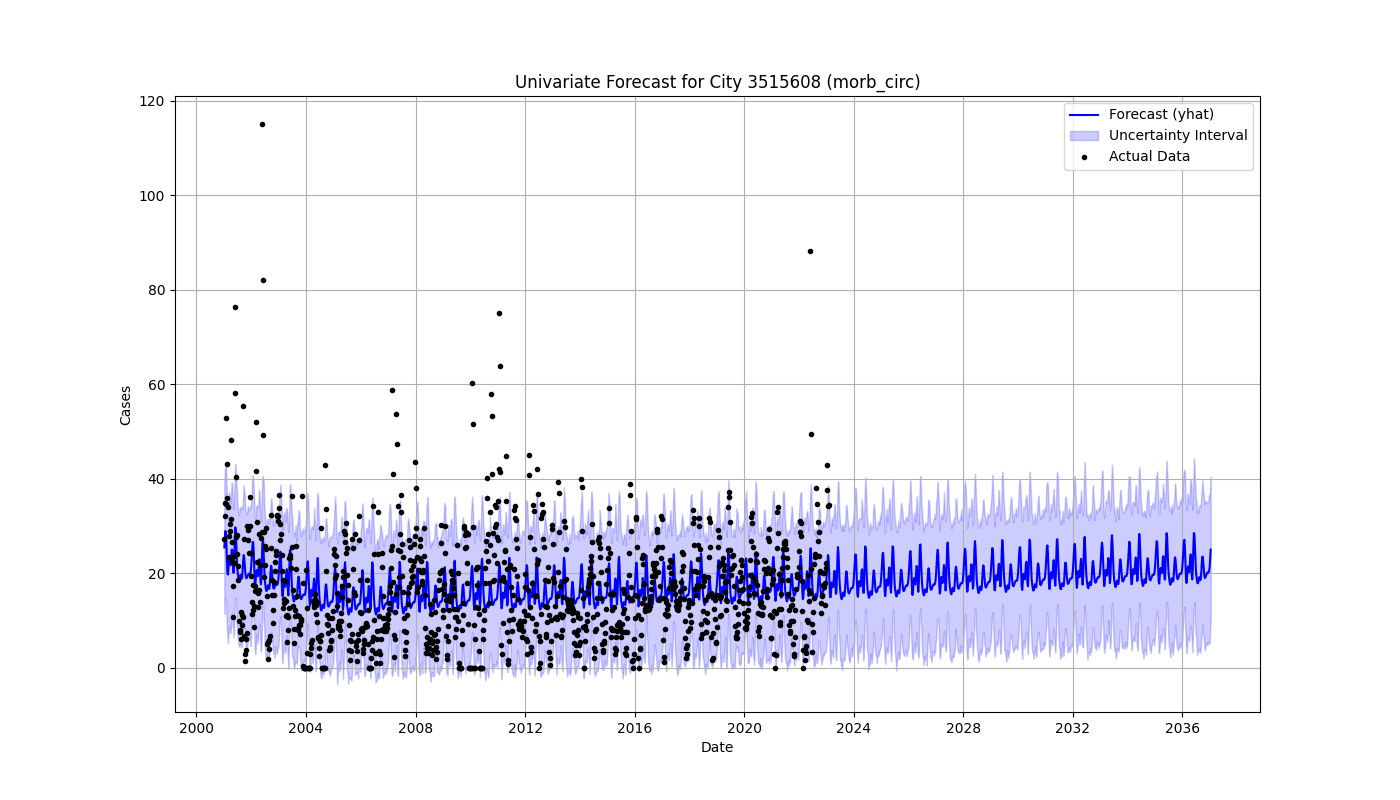 Univariate Forecast for City 3515608 (morb_circ)
Forecast (yhat)
Uncertainty Interval
Actual Data
Cases
120
100
80
60
40
20
0
2000 2004 2008 2012 2016 2020 2024 2028 2032 2036
Date